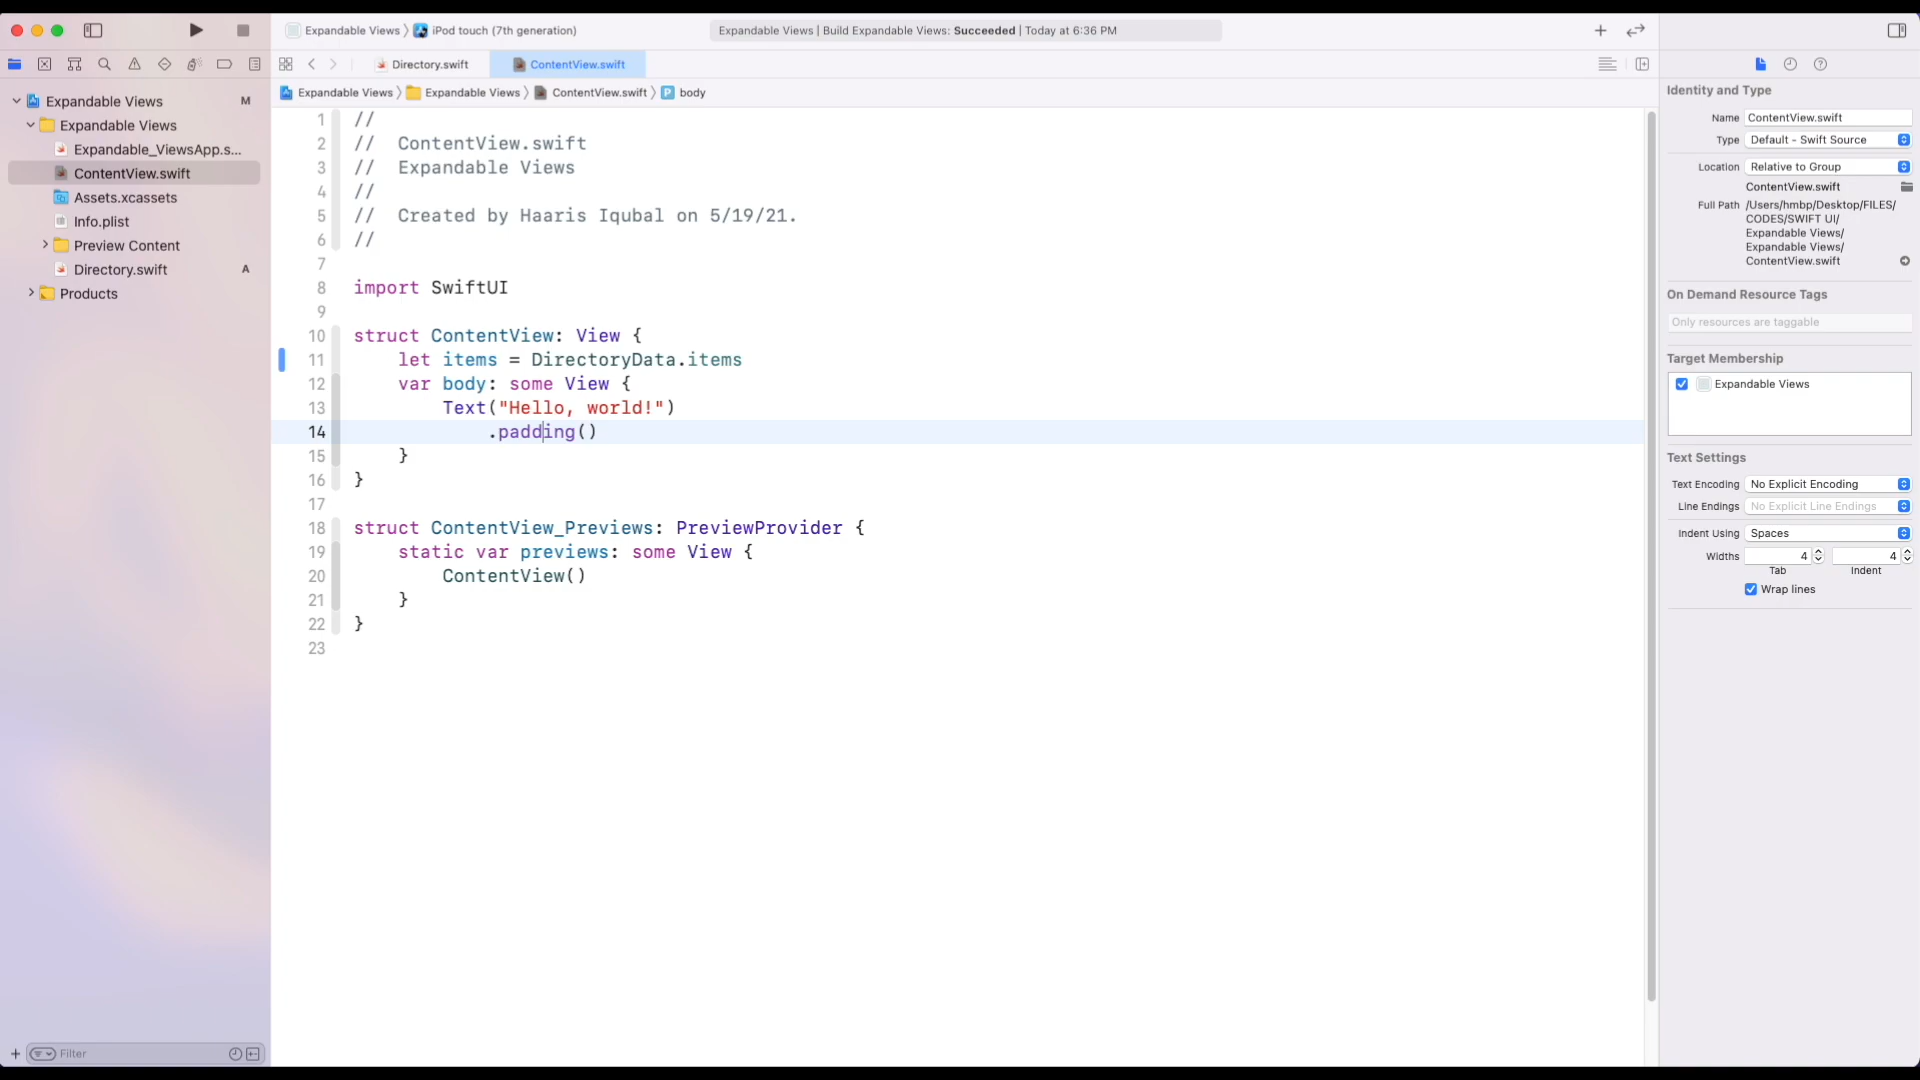 Expandable Views 〉 iPod touch (7th generation)
Expandable Views | Build Expandable Views: Succeeded | Today at 6:36 PM
Directory.swift
ContentView.swift
Expandable Views 〉 Expandable Views 〉 ContentView.swift 〉 P body
Expandable Views M
Expandable Views
Expandable_ViewsApp.s...
ContentView.swift
Assets.xcassets
Info.plist
Preview Content
Directory.swift A
Products
Filter
1 //
2 //  ContentView.swift
3 //  Expandable Views
4 //
5 //  Created by Haaris Iqubal on 5/19/21.
6 //
7
8 import SwiftUI
9
10 struct ContentView: View {
11     let items = DirectoryData.items
12     var body: some View {
13         Text("Hello, world!")
14             .padding()
15     }
16 }
17
18 struct ContentView_Previews: PreviewProvider {
19     static var previews: some View {
20         ContentView()
21     }
22 }
23
Identity and Type
Name ContentView.swift
Type Default - Swift Source
Location Relative to Group
ContentView.swift
Full Path /Users/hmbp/Desktop/FILES/
CODES/SWIFT UI/
Expandable Views/
Expandable Views/
ContentView.swift
On Demand Resource Tags
Only resources are taggable
Target Membership
Expandable Views
Text Settings
Text Encoding No Explicit Encoding
Line Endings No Explicit Line Endings
Indent Using Spaces
Widths 4 4
Tab Indent
Wrap lines